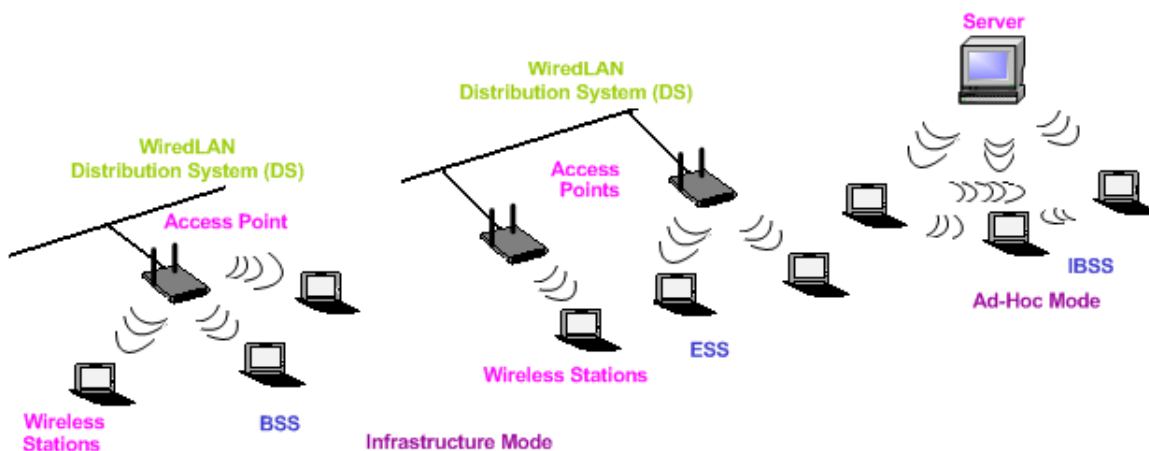 WiredLAN
Distribution System (DS)
Access Point
Wireless
Stations
BSS
WiredLAN
Distribution System (DS)
Access
Points
Wireless Stations
ESS
Infrastructure Mode
Server
IBSS
Ad-Hoc Mode